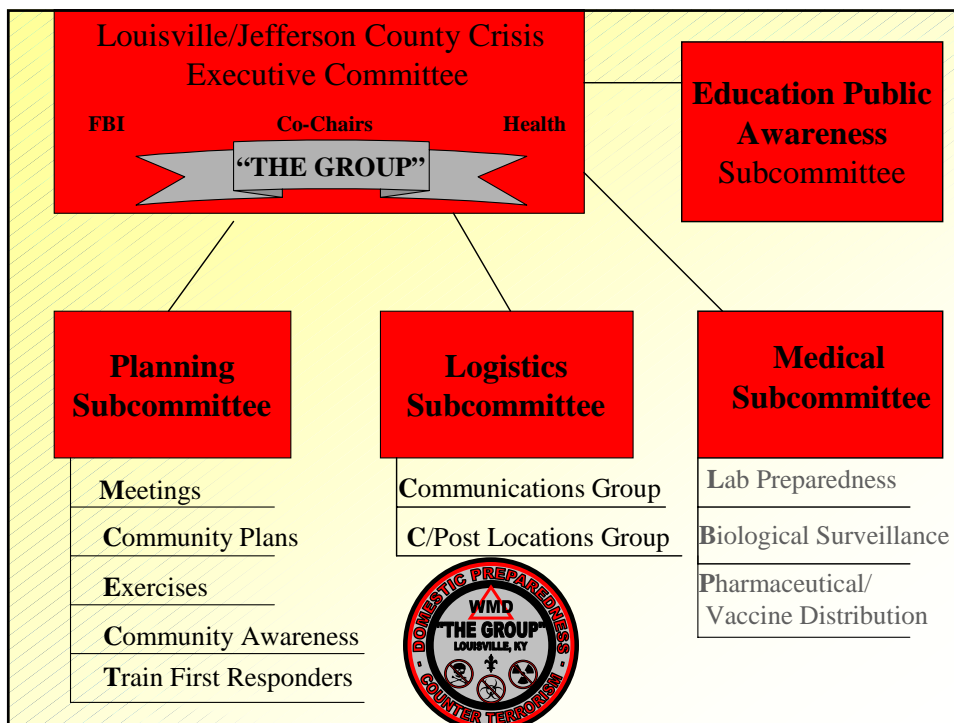 Louisville/Jefferson County Crisis
Executive Committee
FBI Co-Chairs Health
“THE GROUP”
Education Public
Awareness
Subcommittee
Planning
Subcommittee
Meetings
Community Plans
Exercises
Community Awareness
Train First Responders
Logistics
Subcommittee
Communications Group
C/Post Locations Group
Medical
Subcommittee
Lab Preparedness
Biological Surveillance
Pharmaceutical/
Vaccine Distribution
DOMESTIC PREPAREDNESS
WMD
"THE GROUP"
LOUISVILLE, KY
- COUNTER TERRORISM -